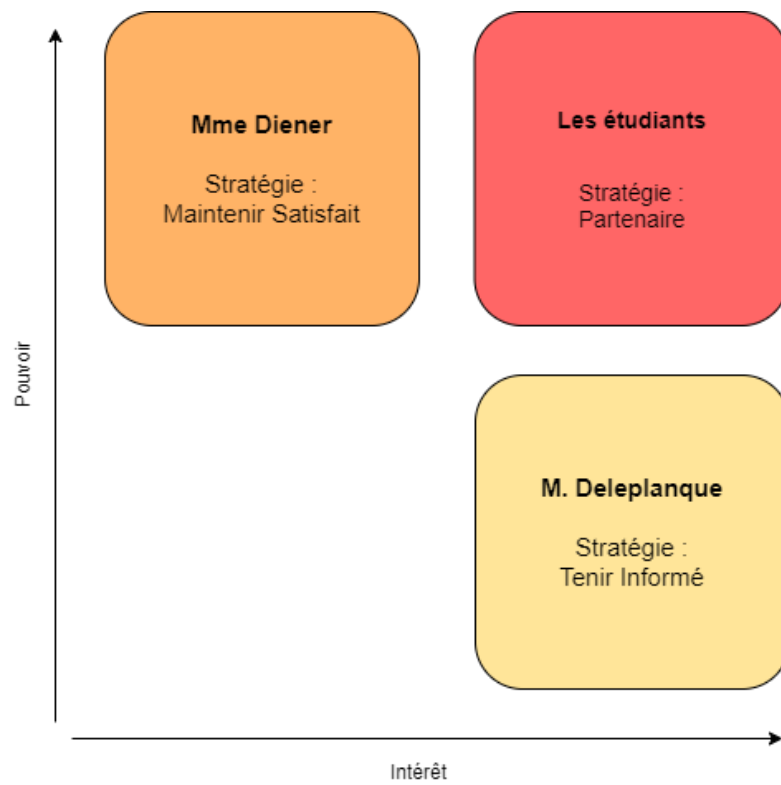 Mme Diener
Stratégie :
Maintenir Satisfait
Les étudiants
Stratégie :
Partenaire
Pouvoir
M. Deleplanque
Stratégie :
Tenir Informé
Intérêt